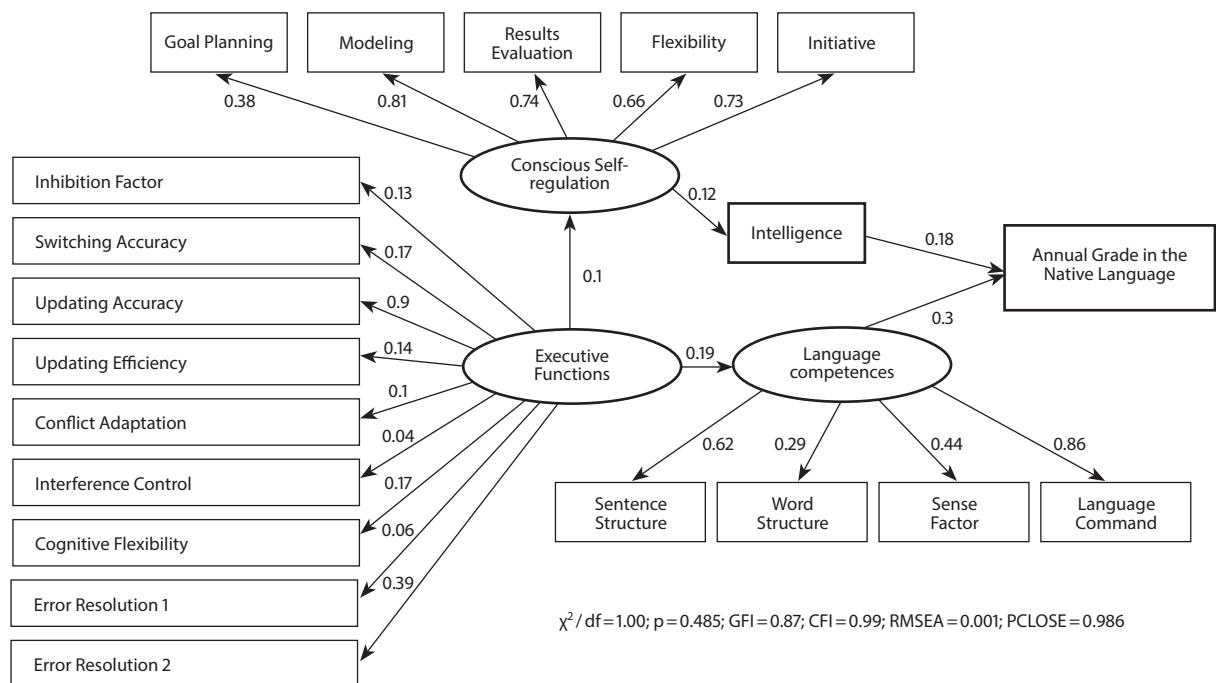 Goal Planning
Modeling
Results
Evaluation
Flexibility
Initiative
0.38
0.81
0.74
0.66
0.73
Conscious Self-
regulation
Inhibition Factor
0.13
0.12
Switching Accuracy
0.17
Intelligence
0.18
Annual Grade in the
Native Language
Updating Accuracy
0.9
0.1
0.3
Updating Efficiency
0.14
Executive
Functions
0.19
Language
competences
Conflict Adaptation
0.1
0.04
0.62
0.29
0.44
0.86
Interference Control
0.17
Sentence
Structure
Word
Structure
Sense
Factor
Language
Command
Cognitive Flexibility
0.06
0.39
Error Resolution 1
χ² / df = 1.00; p = 0.485; GFI = 0.87; CFI = 0.99; RMSEA = 0.001; PCLOSE = 0.986
Error Resolution 2